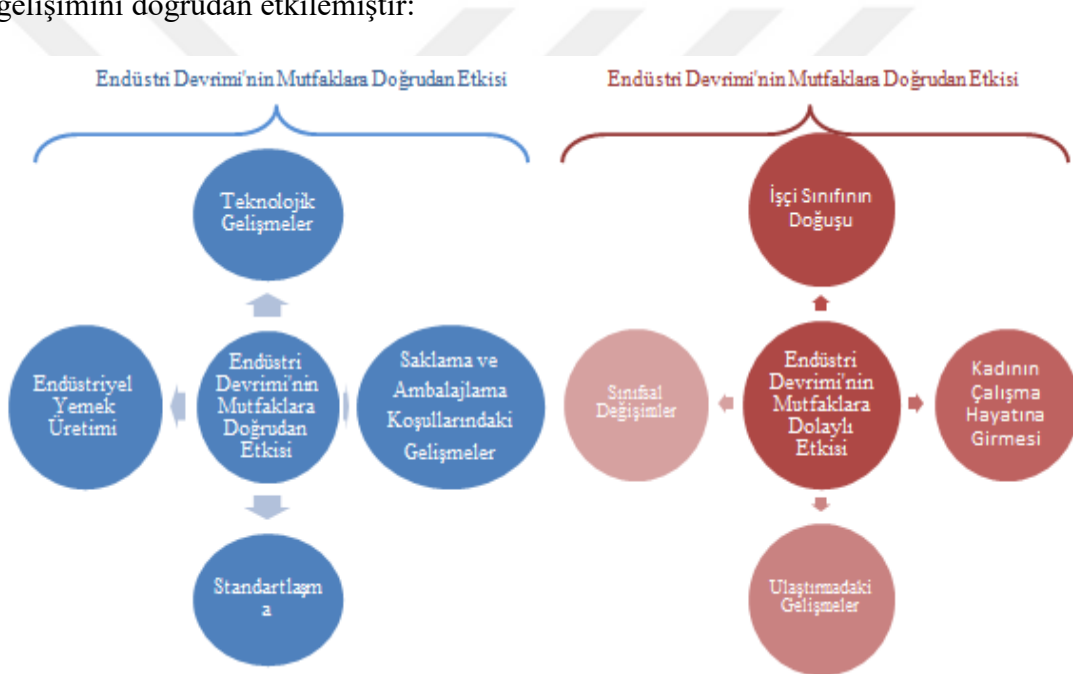 gelişimini doğrudan etkilemiştir:
Endüstri Devrimi'nin Mutfaklara Doğrudan Etkisi
Teknolojik
Gelişmeler
Endüstriyel
Yemek
Üretimi
Endüstri
Devrimi'nin
Mutfaklara
Doğrudan
Etkisi
Saklama ve
Ambalajlama
Koşullarındaki
Gelişmeler
Standartlaşm
a
Endüstri Devrimi'nin Mutfaklara Doğrudan Etkisi
İşçi Sınıfının
Doğuşu
Sınıfsal
Değişimler
Endüstri
Devrimi'nin
Mutfaklara
Dolaylı
Etkisi
Kadının
Çalışma
Hayatına
Girmesi
Ulaştırmadaki
Gelişmeler